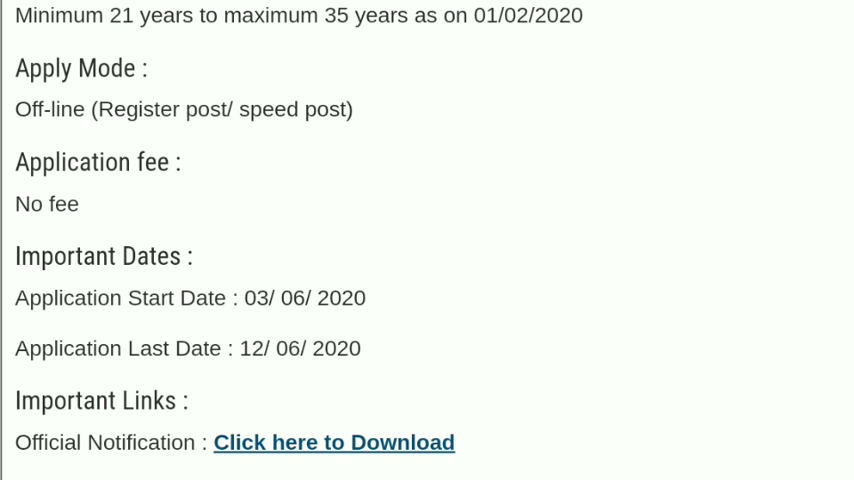 Minimum 21 years to maximum 35 years as on 01/02/2020
Apply Mode :
Off-line (Register post/ speed post)
Application fee :
No fee
Important Dates :
Application Start Date : 03/ 06/ 2020
Application Last Date : 12/ 06/ 2020
Important Links :
Official Notification : Click here to Download